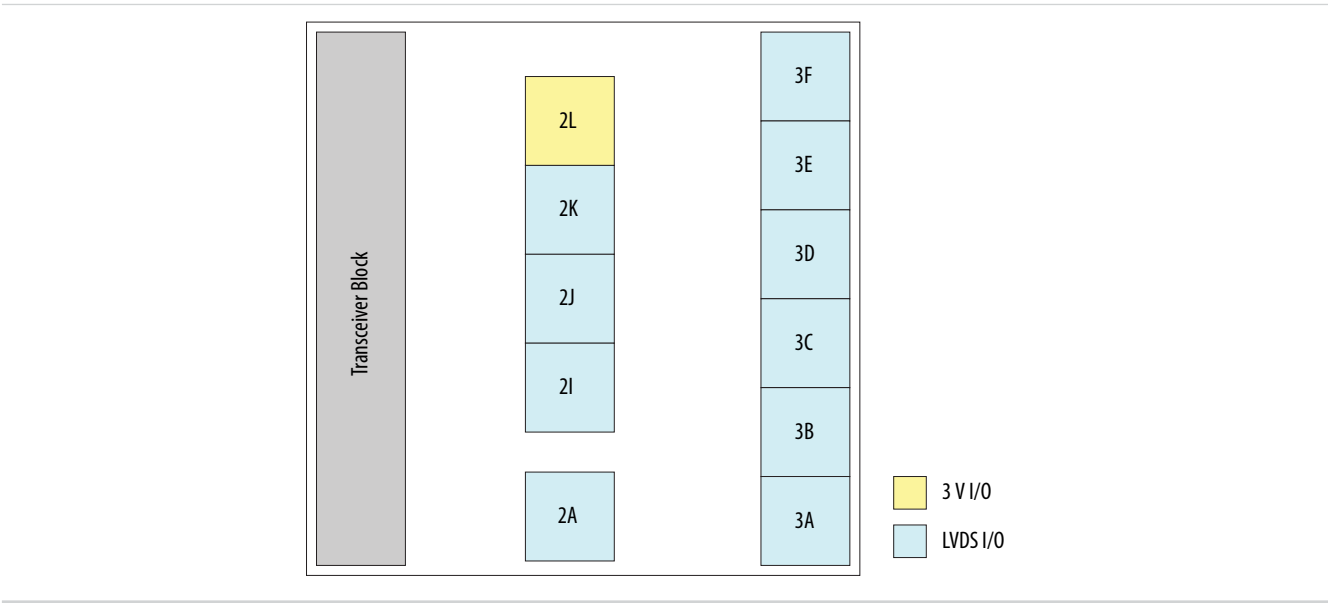 Transceiver Block
2L
2K
2J
2I
2A
3F
3E
3D
3C
3B
3A
3 V I/O
LVDS I/O